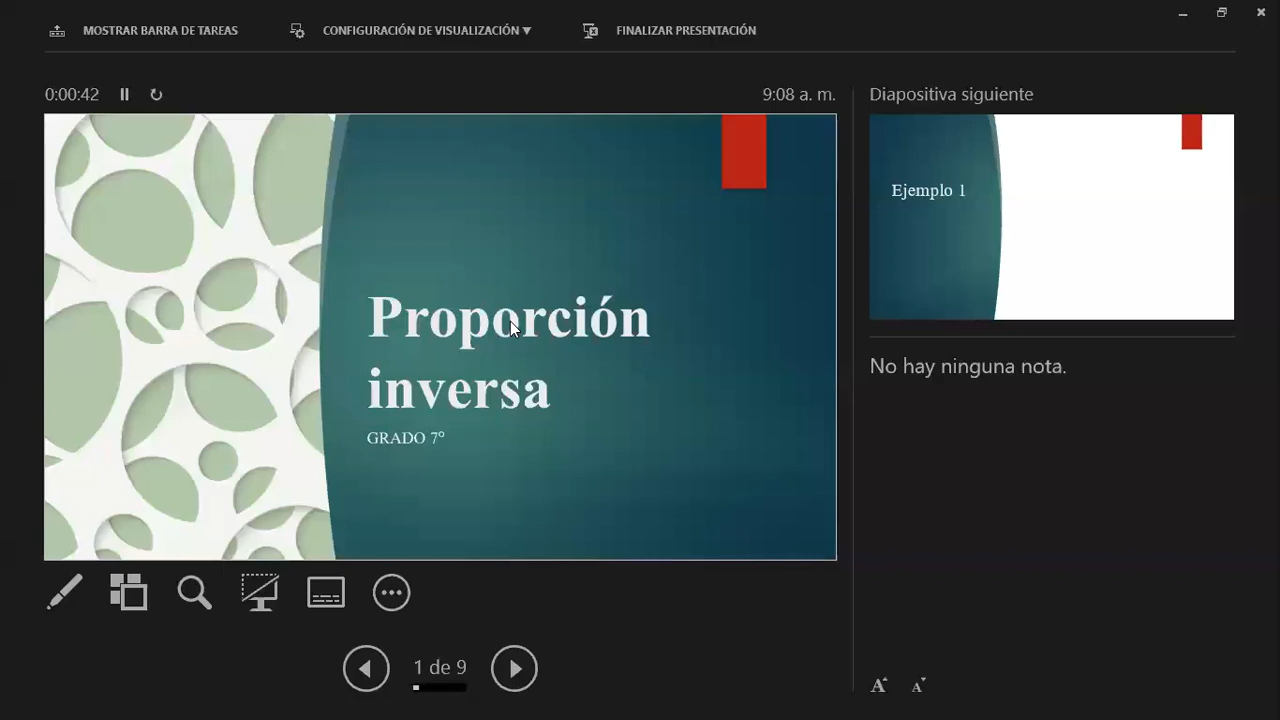 MOSTRAR BARRA DE TAREAS
CONFIGURACIÓN DE VISUALIZACIÓN ▼
FINALIZAR PRESENTACIÓN
0:00:42
9:08 a. m.
Diapositiva siguiente
Proporción
inversa
GRADO 7°
Ejemplo 1
No hay ninguna nota.
1 de 9
A A